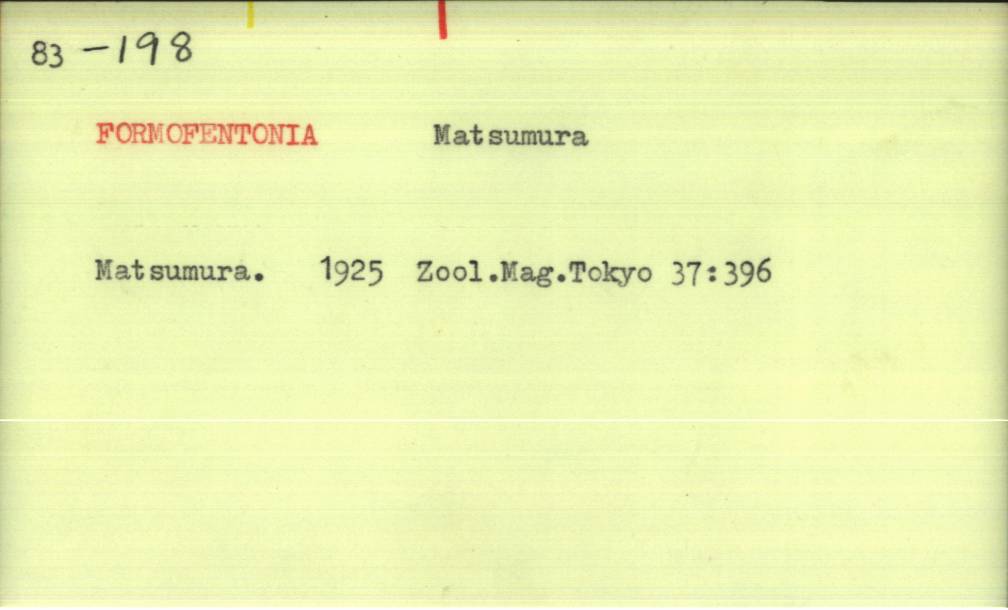 83 -198
FORMOFENTONIA Matsumura
Matsumura. 1925 Zool.Mag.Tokyo 37:396